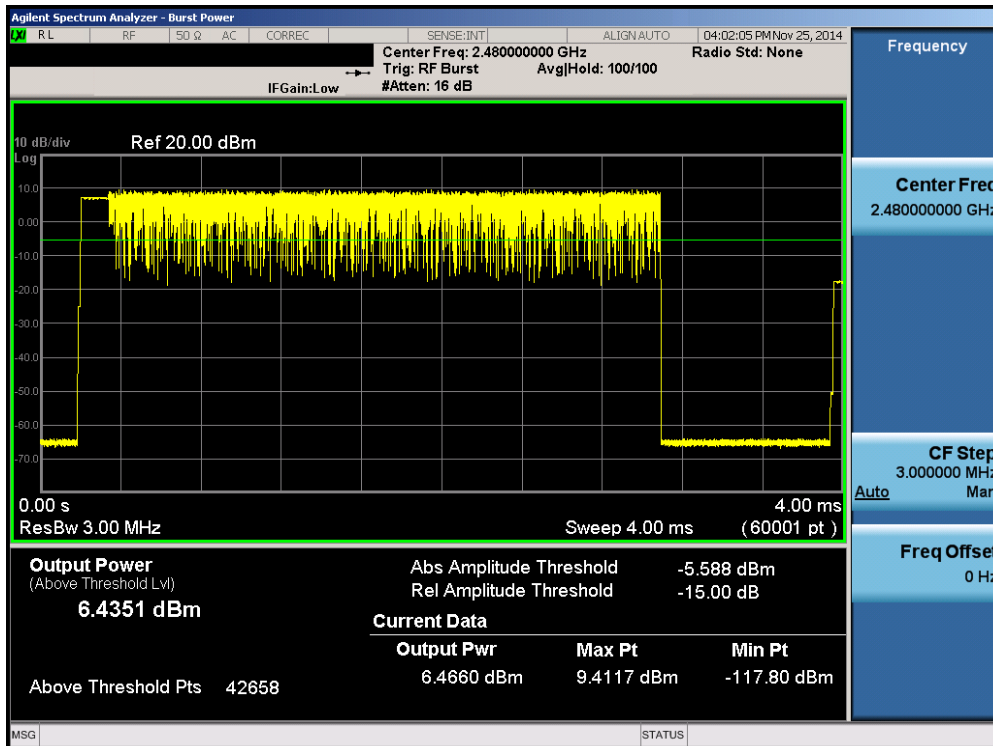 Agilent Spectrum Analyzer - Burst Power
LXI RL RF 50 Ω AC CORREC SENSE:INT ALIGN AUTO 04:02:05 PM Nov 25, 2014
Center Freq: 2.480000000 GHz Radio Std: None
Trig: RF Burst Avg|Hold: 100/100
IFGain:Low #Atten: 16 dB
10 dB/div Ref 20.00 dBm
Log
10.0
0.00
-10.0
-20.0
-30.0
-40.0
-50.0
-60.0
-70.0
0.00 s 4.00 ms
ResBw 3.00 MHz Sweep 4.00 ms (60001 pt)
Output Power
(Above Threshold Lvl)
6.4351 dBm
Above Threshold Pts 42658
Abs Amplitude Threshold -5.588 dBm
Rel Amplitude Threshold -15.00 dB
Current Data
Output Pwr Max Pt Min Pt
6.4660 dBm 9.4117 dBm -117.80 dBm
MSG STATUS
Frequency
Center Freq
2.480000000 GHz
CF Step
3.000000 MHz
Auto Man
Freq Offset
0 Hz